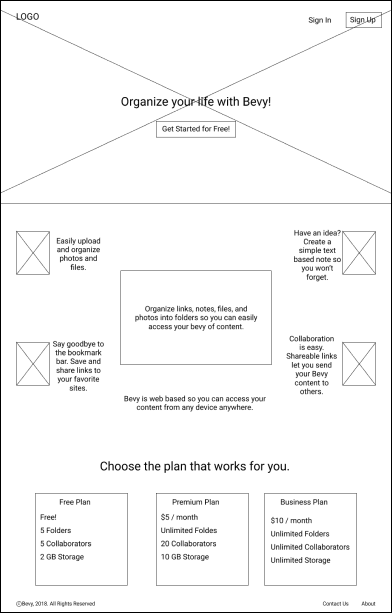 LOGO
Sign In
Sign Up
Organize your life with Bevy!
Get Started for Free!
Easily upload
and organize
photos and
files.
Have an idea?
Create a
simple text
based note so
you won't
forget.
Organize links, notes, files, and
photos into folders so you can easily
access your bevy of content.
Say goodbye to
the bookmark
bar. Save and
share links to
your favorite
sites.
Collaboration
is easy.
Shareable links
let you send
your Bevy
content to
others.
Bevy is web based so you can access your
content from any device anywhere.
Choose the plan that works for you.
Free Plan
Free!
5 Folders
5 Collaborators
2 GB Storage
Premium Plan
$5 / month
Unlimited Foldes
20 Collaborators
10 GB Storage
Business Plan
$10 / month
Unlimited Folders
Unlimited Collaborators
Unlimited Storage
©Bevy, 2018. All Rights Reserved
Contact Us
About